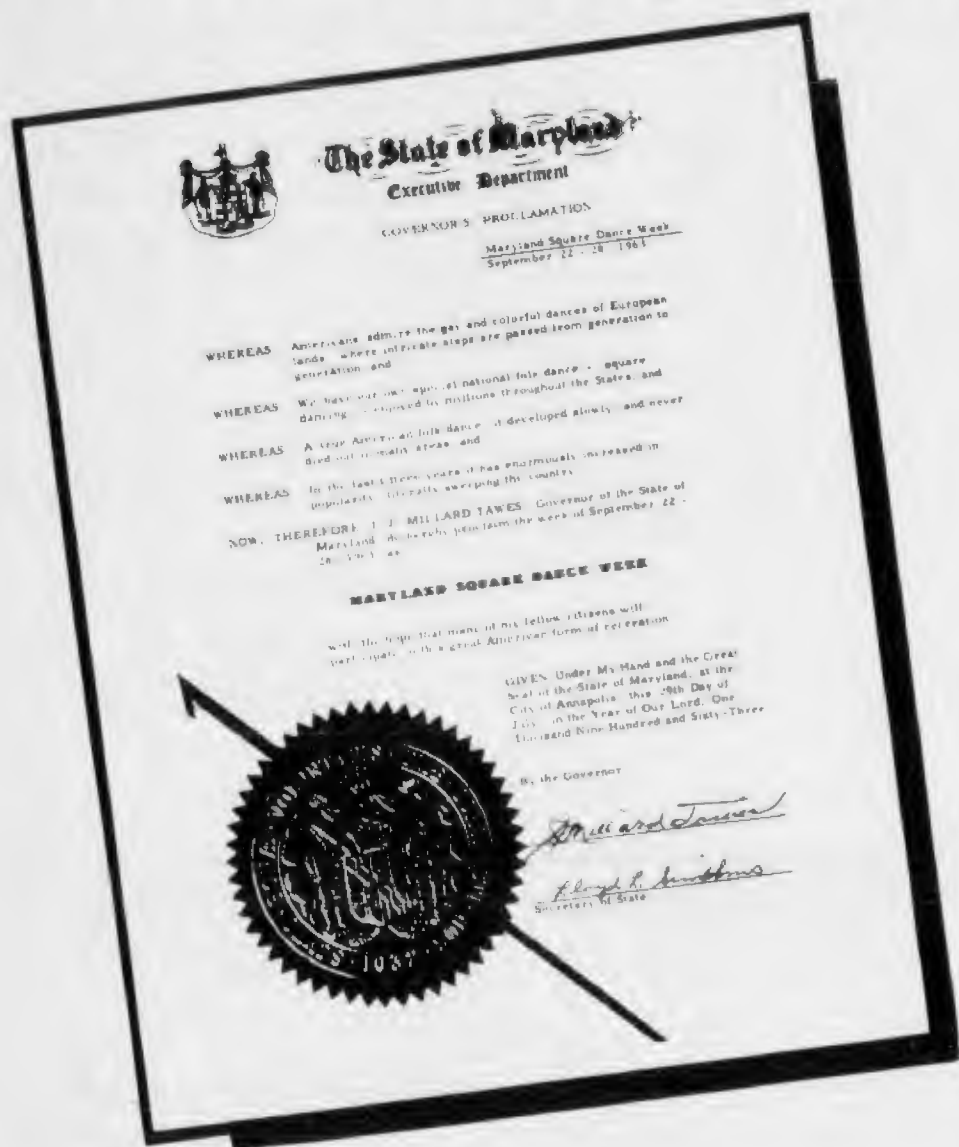 The State of Maryland
Executive Department
GOVERNOR'S PROCLAMATION
Maryland Square Dance Week
September 22 - 28, 1963
WHEREAS Americans admire the gay and colorful dances of European
lands where intricate steps are passed from generation to
generation, and
WHEREAS We have our own special national folk dance - square
dancing enjoyed by millions throughout the States, and
WHEREAS A true American folk dance, it developed slowly, and never
died out in many areas, and
WHEREAS In the last three years it has enormously increased in
popularity, literally sweeping the country
NOW, THEREFORE, I, J. MILLARD TAWES, Governor of the State of
Maryland, do hereby proclaim the week of September 22 -
28, 1963, as
MARYLAND SQUARE DANCE WEEK
with the hope that many of his fellow citizens will
participate in this great American form of recreation
GIVEN Under My Hand and the Great
Seal of the State of Maryland, at the
City of Annapolis, this 29th Day of
July in the Year of Our Lord, One
Thousand Nine Hundred and Sixty-Three
By the Governor
J Millard Tawes
Lloyd L. Simpkins
Secretary of State